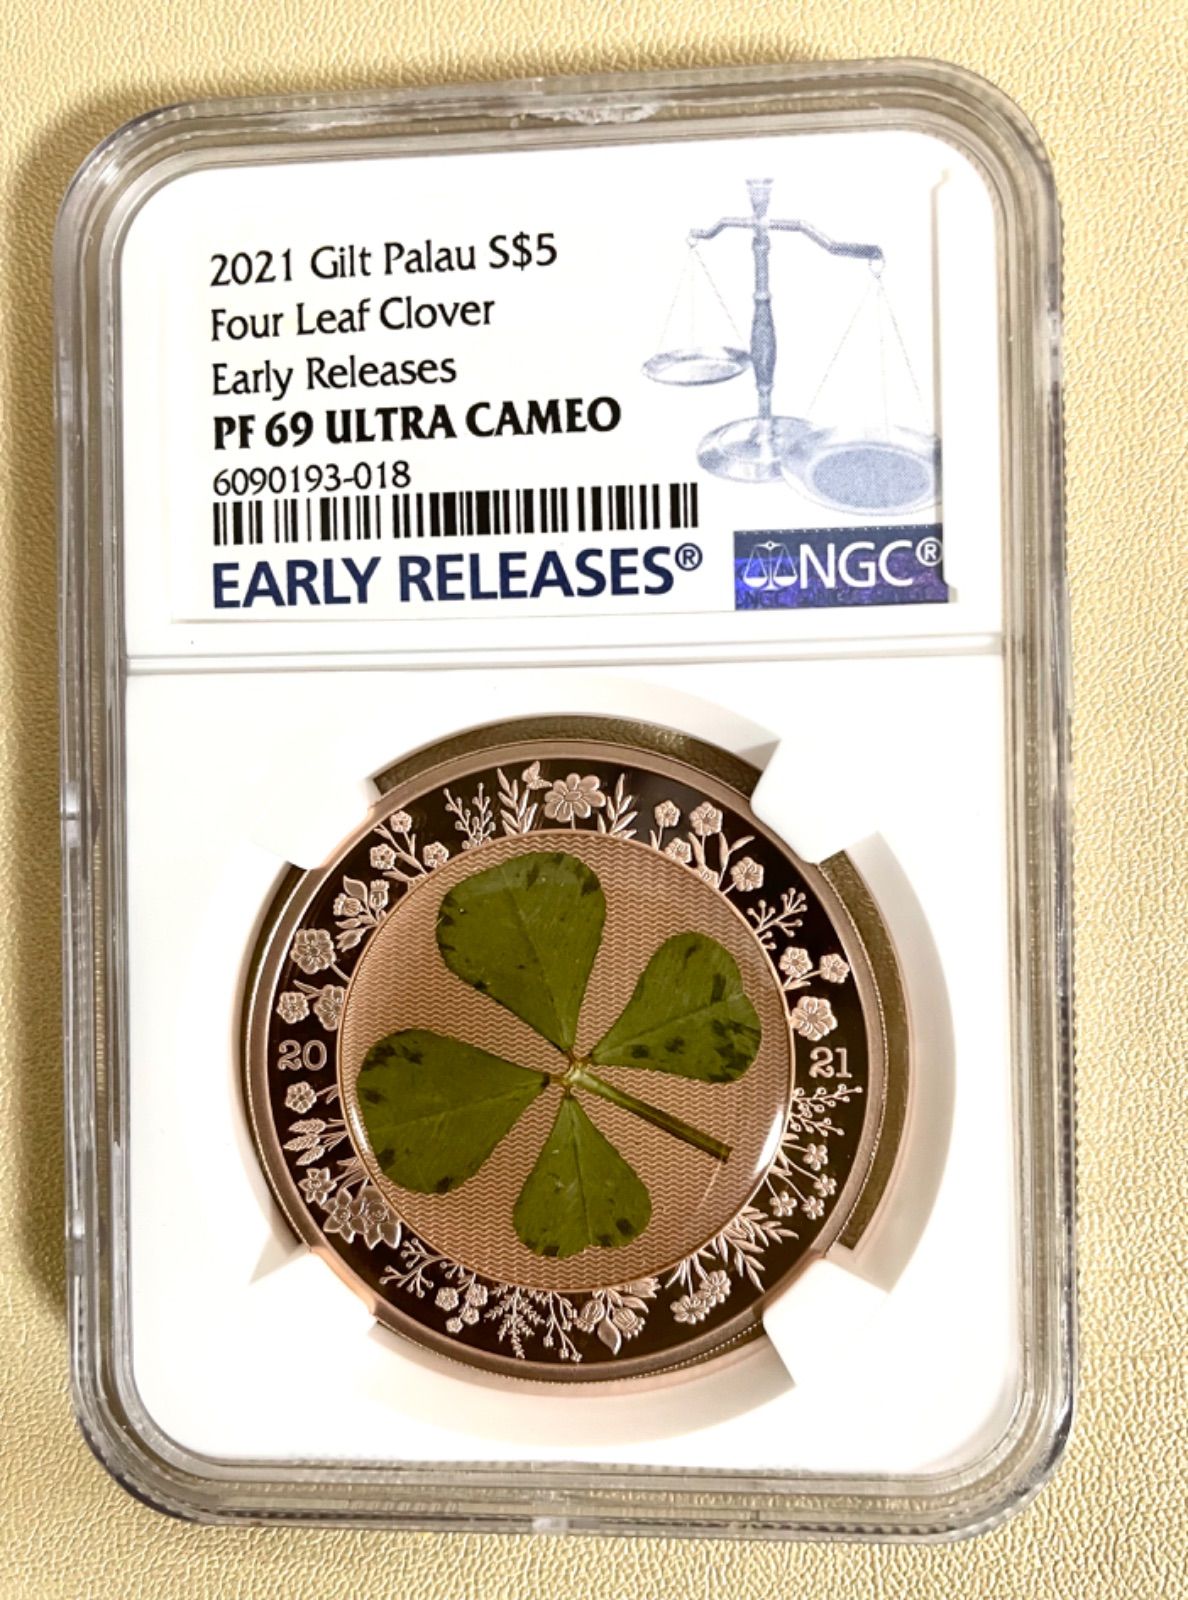 2021 Gilt Palau S$5
Four Leaf Clover
Early Releases
PF 69 ULTRA CAMEO
6090193-018
EARLY RELEASES®
NGC®
20 21